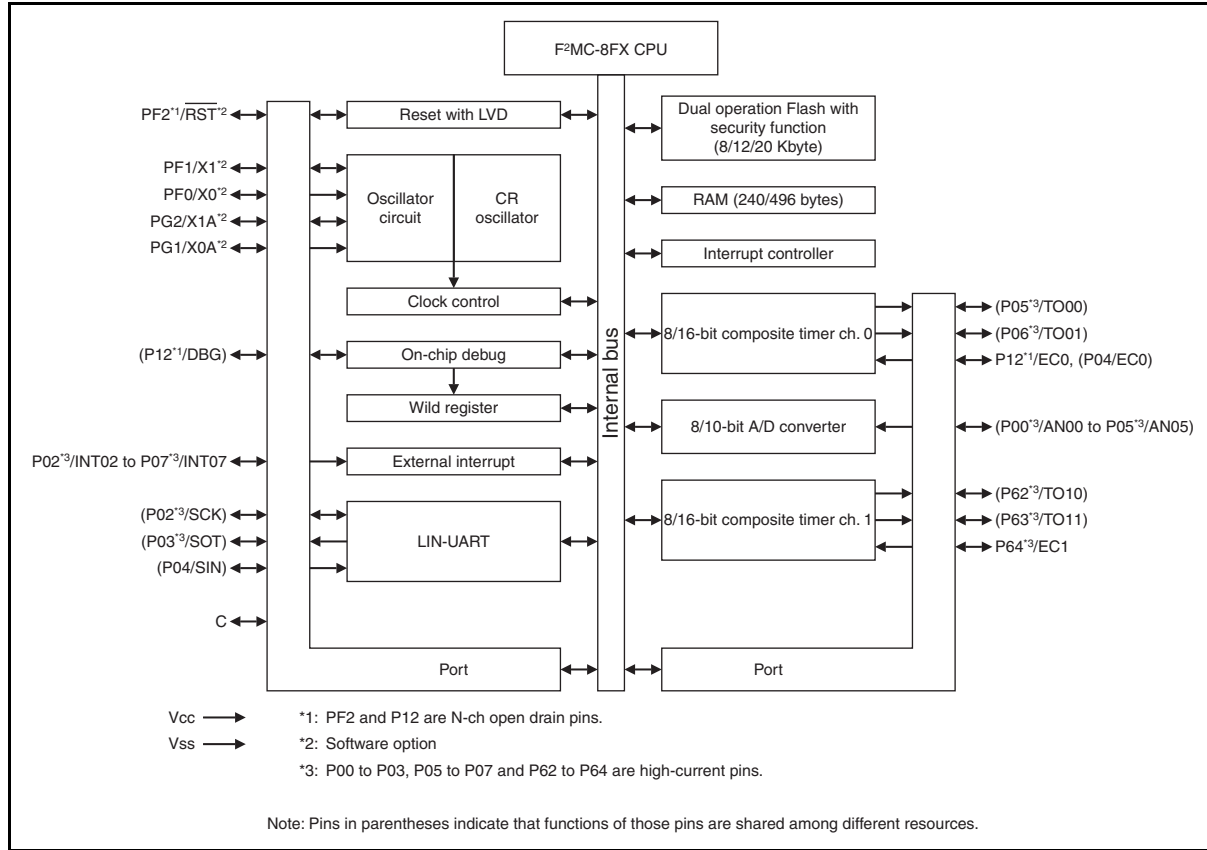 F²MC-8FX CPU
PF2*1/RST*2
Reset with LVD
Dual operation Flash with
security function
(8/12/20 Kbyte)
PF1/X1*2
PF0/X0*2
PG2/X1A*2
PG1/X0A*2
Oscillator
circuit
CR
oscillator
RAM (240/496 bytes)
Interrupt controller
Clock control
(P12*1/DBG)
On-chip debug
Wild register
Internal bus
8/16-bit composite timer ch. 0
(P05*3/TO00)
(P06*3/TO01)
P12*1/EC0, (P04/EC0)
8/10-bit A/D converter
(P00*3/AN00 to P05*3/AN05)
P02*3/INT02 to P07*3/INT07
External interrupt
(P02*3/SCK)
(P03*3/SOT)
(P04/SIN)
LIN-UART
8/16-bit composite timer ch. 1
(P62*3/TO10)
(P63*3/TO11)
P64*3/EC1
C
Port
Port
Vcc
Vss
*1: PF2 and P12 are N-ch open drain pins.
*2: Software option
*3: P00 to P03, P05 to P07 and P62 to P64 are high-current pins.
Note: Pins in parentheses indicate that functions of those pins are shared among different resources.